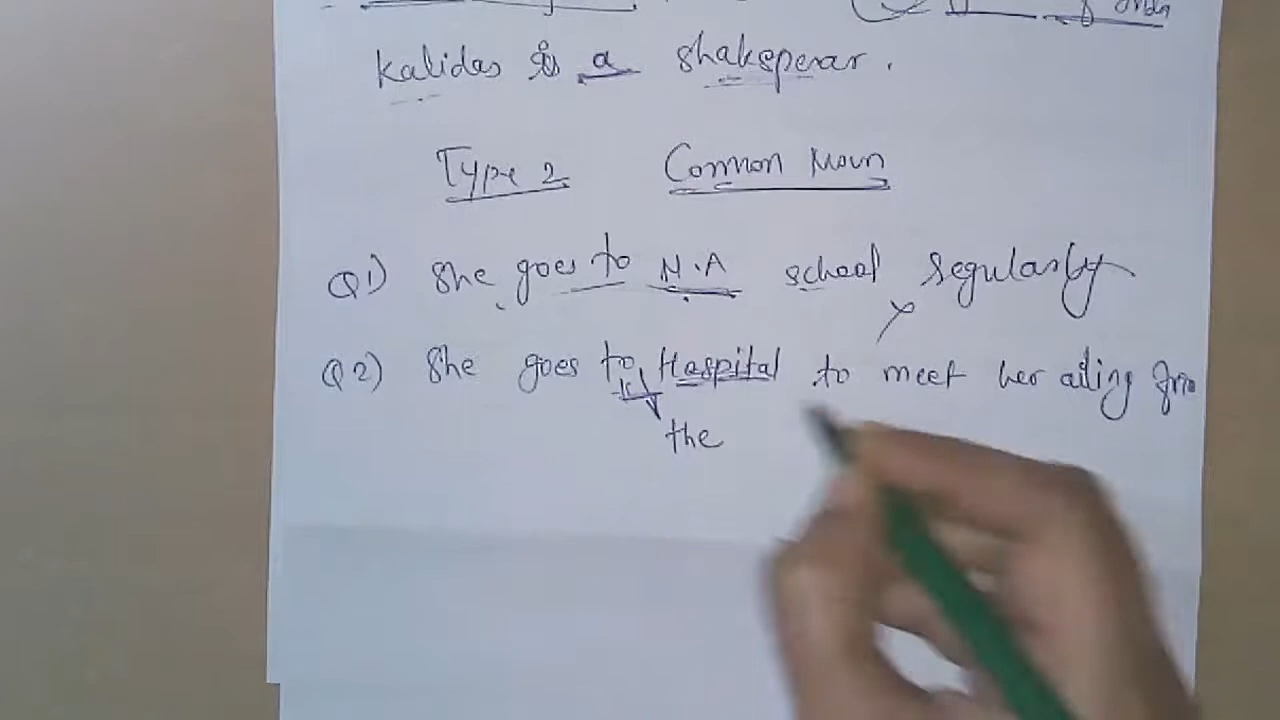 Kalidas is a shaksperar.
Type 2 Common Noun
Q1) She goes to N.A school regularly
Q2) She goes to Hospital to meet her ailing
the